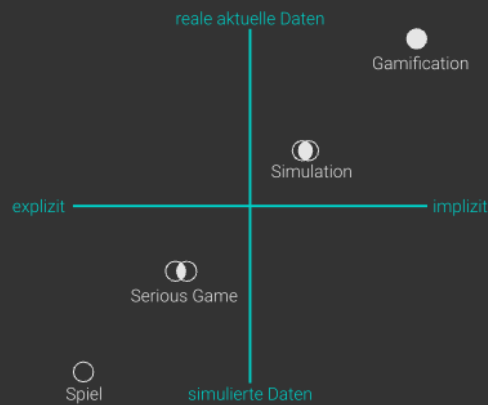 reale aktuelle Daten
Gamification
Simulation
explizit
implizit
Serious Game
Spiel
simulierte Daten